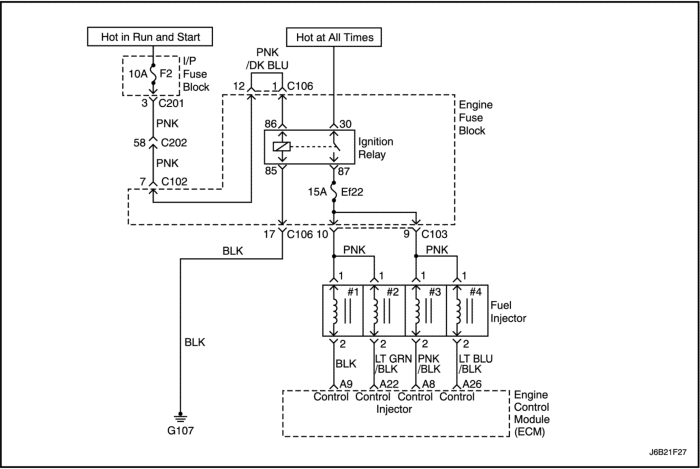 Hot in Run and Start
Hot at All Times
PNK
/DK BLU
10A F2
I/P
Fuse
Block
12 1 C106
3 C201
PNK
58 C202
PNK
7 C102
Engine
Fuse
Block
86 30
Ignition
Relay
85 87
15A Ef22
17 C106 10 9 C103
BLK
PNK PNK
1 1 1 1
#1 #2 #3 #4
Fuel
Injector
2 2 2 2
BLK
BLK
LT GRN
/BLK
PNK
/BLK
LT BLU
/BLK
A9 A22 A8 A26
Control Control Control Control
Injector
Engine
Control
Module
(ECM)
G107
J6B21F27